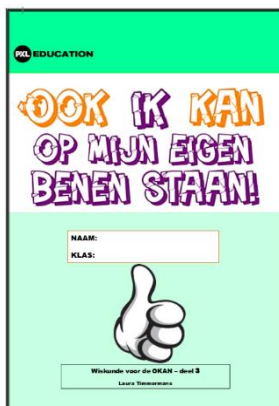 PXL EDUCATION
OOK IK KAN
OP MIJN EIGEN
BENEN STAAN!
NAAM:
KLAS:
Wiskunde voor de OKAN – deel 3
Laura Timmermans